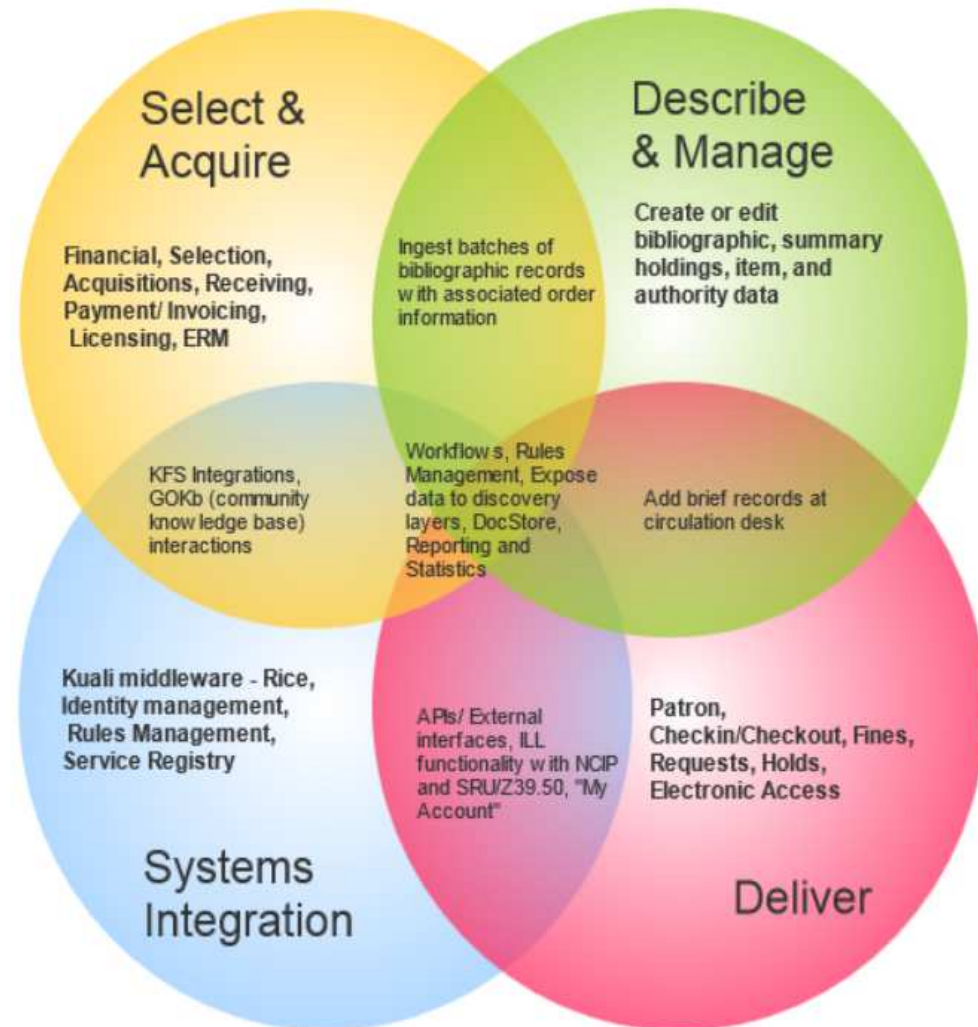 Select &
Acquire
Financial, Selection,
Acquisitions, Receiving,
Payment/ Invoicing,
Licensing, ERM
Ingest batches of
bibliographic records
with associated order
information
Describe
& Manage
Create or edit
bibliographic, summary
holdings, item, and
authority data
KFS Integrations,
GOKb (community
knowledge base)
interactions
Workflows, Rules
Management, Expose
data to discovery
layers, DocStore,
Reporting and
Statistics
Add brief records at
circulation desk
Kuali middleware - Rice,
Identity management,
Rules Management,
Service Registry
Systems
Integration
APIs/ External
interfaces, ILL
functionality with NCIP
and SRU/Z39.50, "My
Account"
Patron,
Checkin/Checkout, Fines,
Requests, Holds,
Electronic Access
Deliver